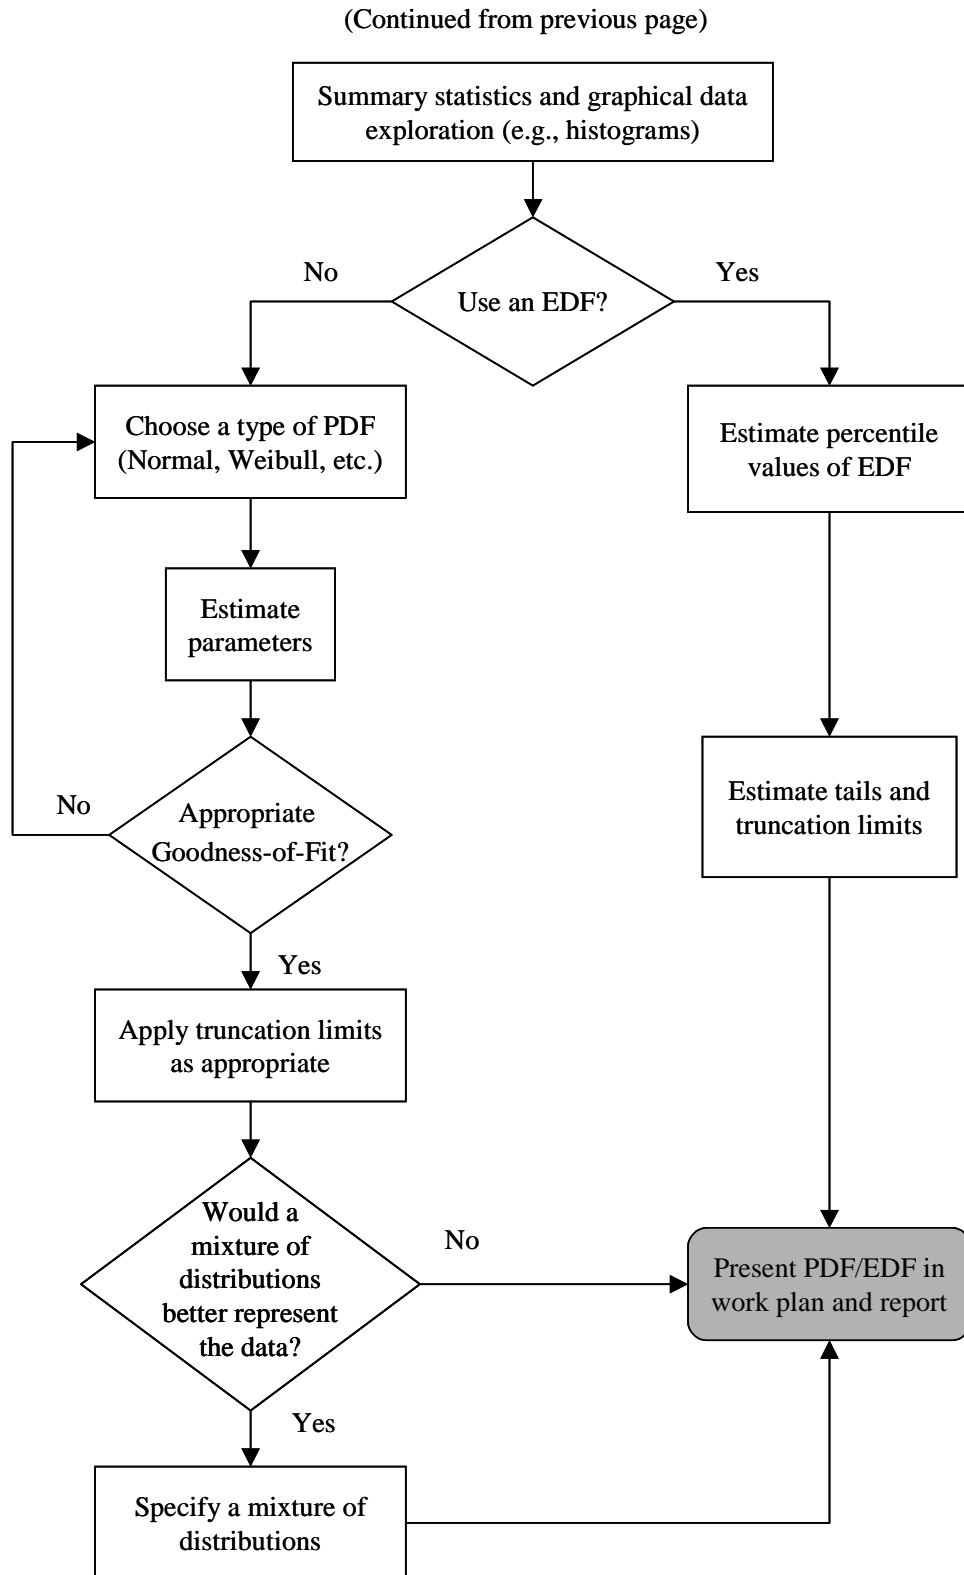 (Continued from previous page)
Summary statistics and graphical data
exploration (e.g., histograms)
No
Yes
Use an EDF?
Choose a type of PDF
(Normal, Weibull, etc.)
Estimate percentile
values of EDF
Estimate
parameters
No
Appropriate
Goodness-of-Fit?
Estimate tails and
truncation limits
Yes
Apply truncation limits
as appropriate
Would a
mixture of
distributions
better represent
the data?
No
Present PDF/EDF in
work plan and report
Yes
Specify a mixture of
distributions